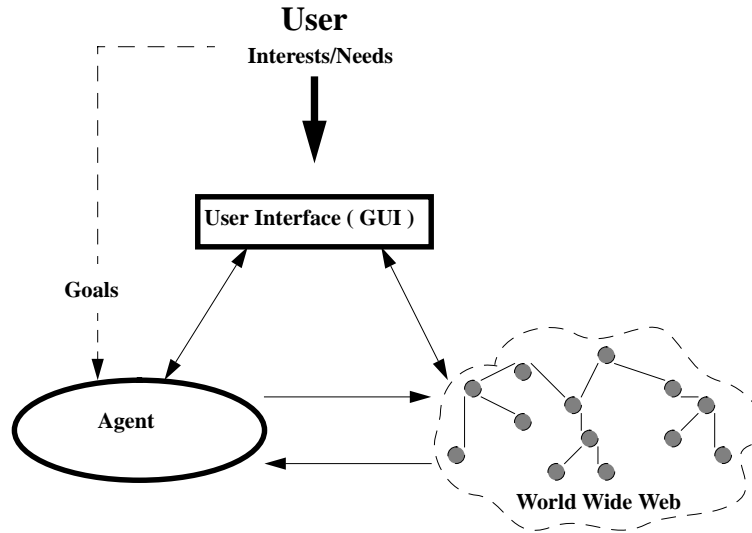 User
Interests/Needs
User Interface ( GUI )
Goals
Agent
World Wide Web